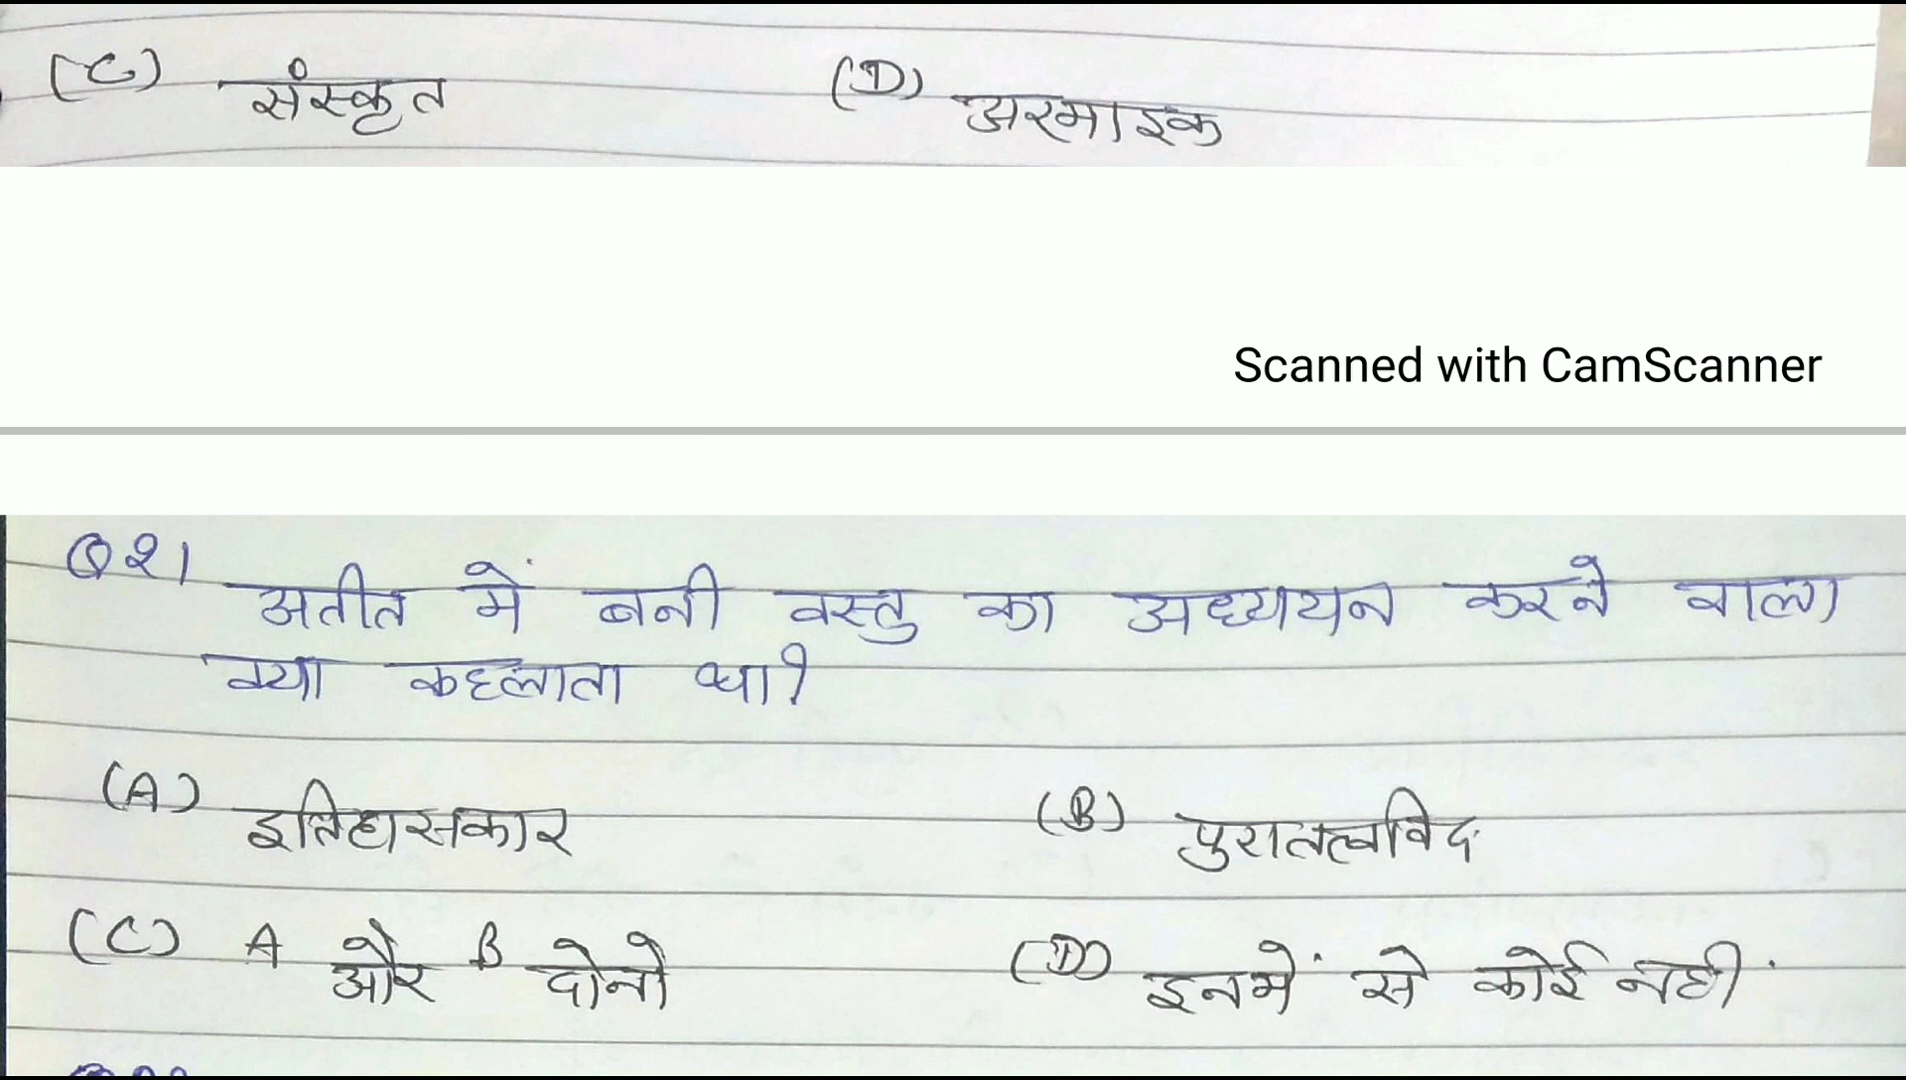 (C) संस्कृत (D) अरमाइक
Scanned with CamScanner
Q21 अतीत में बनी वस्तु का अध्ययन करने वाला
क्या कहलाता था?
(A) इतिहासकार (B) पुरातत्वविद
(C) A और B दोनो (D) इनमें से कोई नही